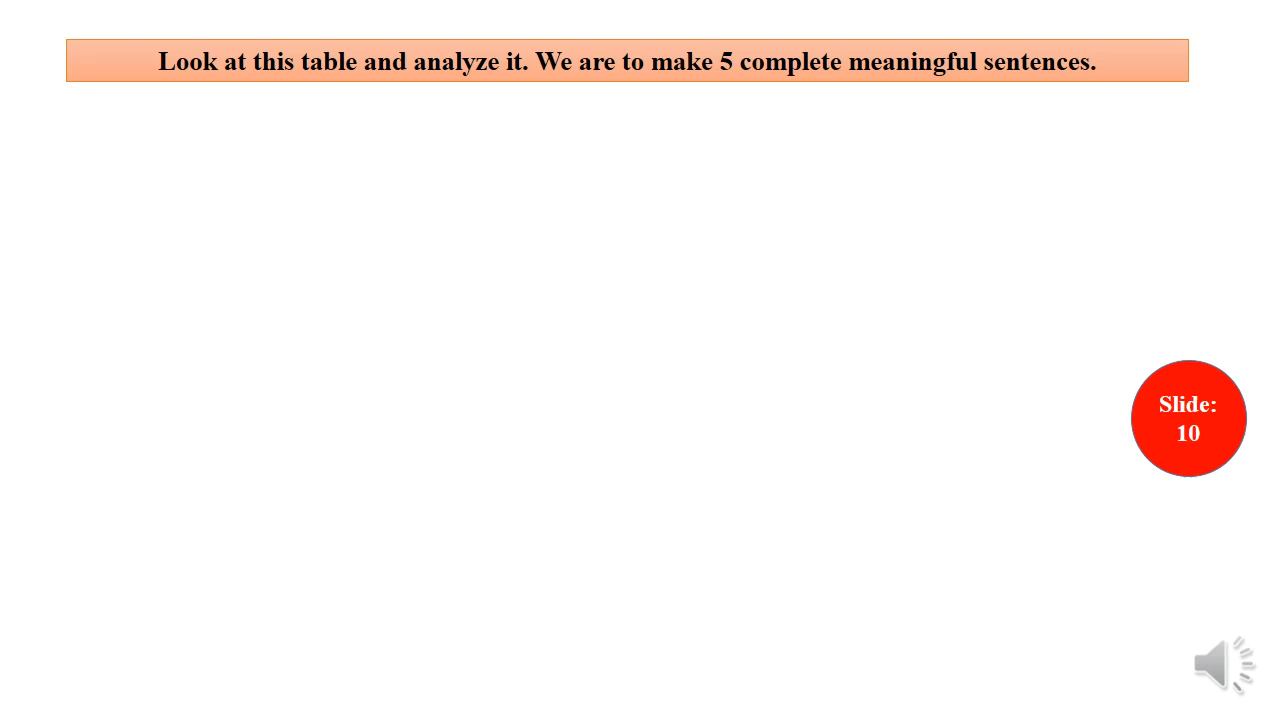 Look at this table and analyze it. We are to make 5 complete meaningful sentences.
Slide:
10